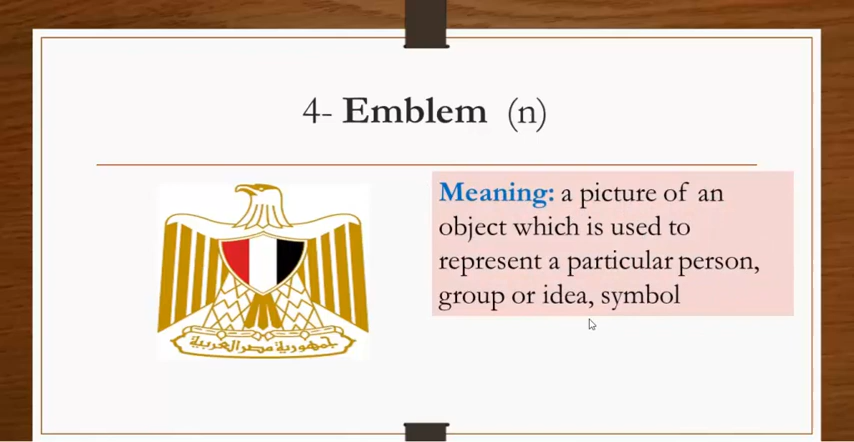 4- Emblem (n)
Meaning: a picture of an
object which is used to
represent a particular person,
group or idea, symbol
جمهورية مصر العربية